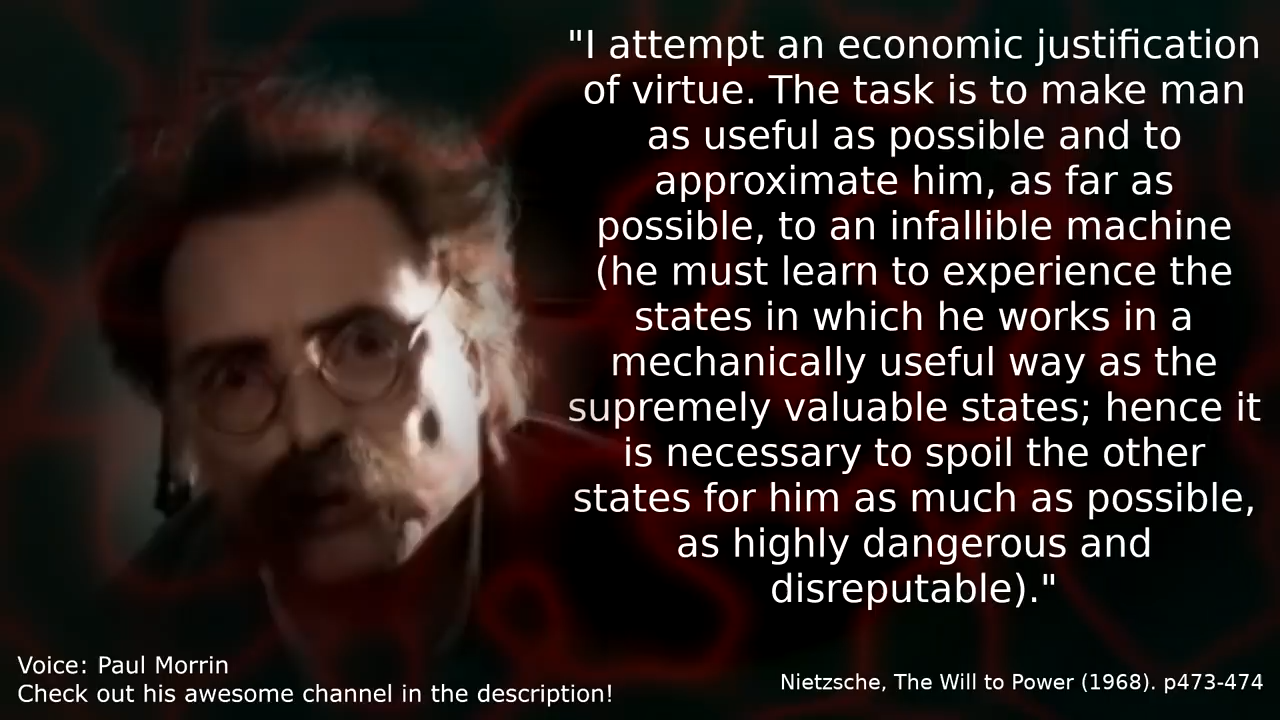 "I attempt an economic justification
of virtue. The task is to make man
as useful as possible and to
approximate him, as far as
possible, to an infallible machine
(he must learn to experience the
states in which he works in a
mechanically useful way as the
supremely valuable states; hence it
is necessary to spoil the other
states for him as much as possible,
as highly dangerous and
disreputable)."
Voice: Paul Morrin
Check out his awesome channel in the description!
Nietzsche, The Will to Power (1968). p473-474